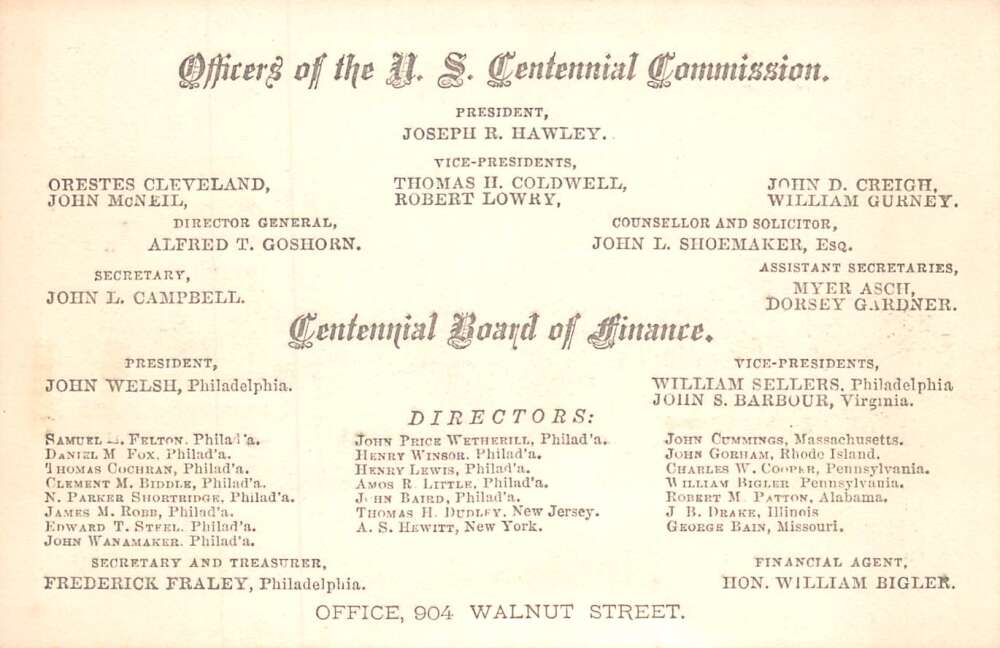 Officers of the U. S. Centennial Commission.
PRESIDENT,
JOSEPH R. HAWLEY.
VICE-PRESIDENTS,
ORESTES CLEVELAND, THOMAS H. COLDWELL, JOHN D. CREIGH,
JOHN McNEIL, ROBERT LOWRY, WILLIAM GURNEY.
DIRECTOR GENERAL, COUNSELLOR AND SOLICITOR,
ALFRED T. GOSHORN. JOHN L. SHOEMAKER, Esq.
SECRETARY, ASSISTANT SECRETARIES,
JOHN L. CAMPBELL. MYER ASCH,
DORSEY GARDNER.
Centennial Board of Finance.
PRESIDENT, VICE-PRESIDENTS,
JOHN WELSH, Philadelphia. WILLIAM SELLERS, Philadelphia
JOHN S. BARBOUR, Virginia.
DIRECTORS:
SAMUEL . FELTON. Philad'a. JOHN PRICE WETHERILL, Philad'a. JOHN CUMMINGS, Massachusetts.
DANIEL M FOX. Philad'a. HENRY WINSOR. Philad'a. JOHN GORHAM, Rhode Island.
THOMAS COCHRAN, Philad'a. HENRY LEWIS, Philad'a. CHARLES W. COOPER, Pennsylvania.
CLEMENT M. BIDDLE, Philad'a. AMOS R LITTLE, Philad'a. WILLIAM BIGLER Pennsylvania.
N. PARKER SHORTRIDGE, Philad'a. JOHN BAIRD, Philad'a. ROBERT M PATTON, Alabama.
JAMES M. ROBB, Philad'a. THOMAS H. DUDLEY. New Jersey. J B. DRAKE, Illinois
EDWARD T. STEEL. Philad'a. A. S. HEWITT, New York. GEORGE BAIN, Missouri.
JOHN WANAMAKER. Philad'a.
SECRETARY AND TREASURER, FINANCIAL AGENT,
FREDERICK FRALEY, Philadelphia. HON. WILLIAM BIGLER.
OFFICE, 904 WALNUT STREET.